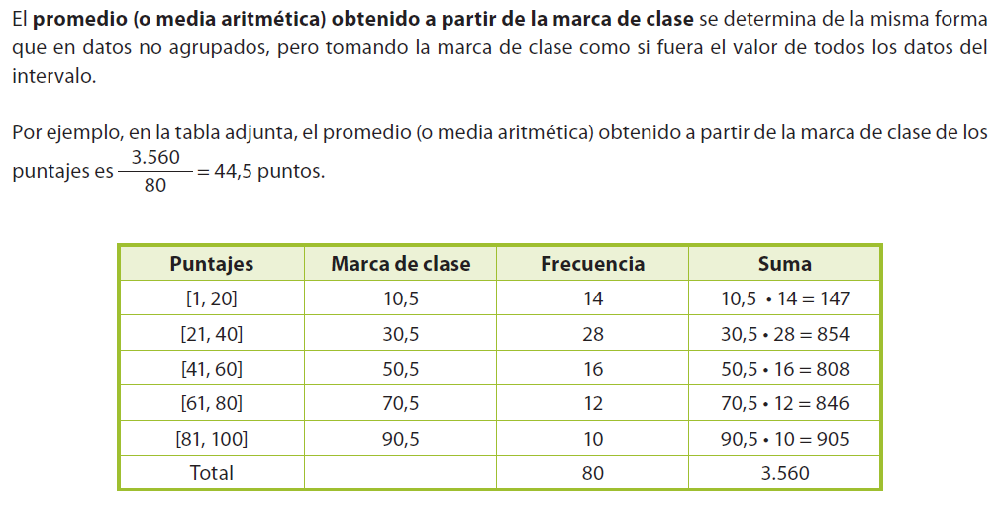 El promedio (o media aritmética) obtenido a partir de la marca de clase se determina de la misma forma
que en datos no agrupados, pero tomando la marca de clase como si fuera el valor de todos los datos del
intervalo.
Por ejemplo, en la tabla adjunta, el promedio (o media aritmética) obtenido a partir de la marca de clase de los
puntajes es 3.560/80 = 44,5 puntos.
Puntajes Marca de clase Frecuencia Suma
[1, 20] 10,5 14 10,5 • 14 = 147
[21, 40] 30,5 28 30,5 • 28 = 854
[41, 60] 50,5 16 50,5 • 16 = 808
[61, 80] 70,5 12 70,5 • 12 = 846
[81, 100] 90,5 10 90,5 • 10 = 905
Total 80 3.560